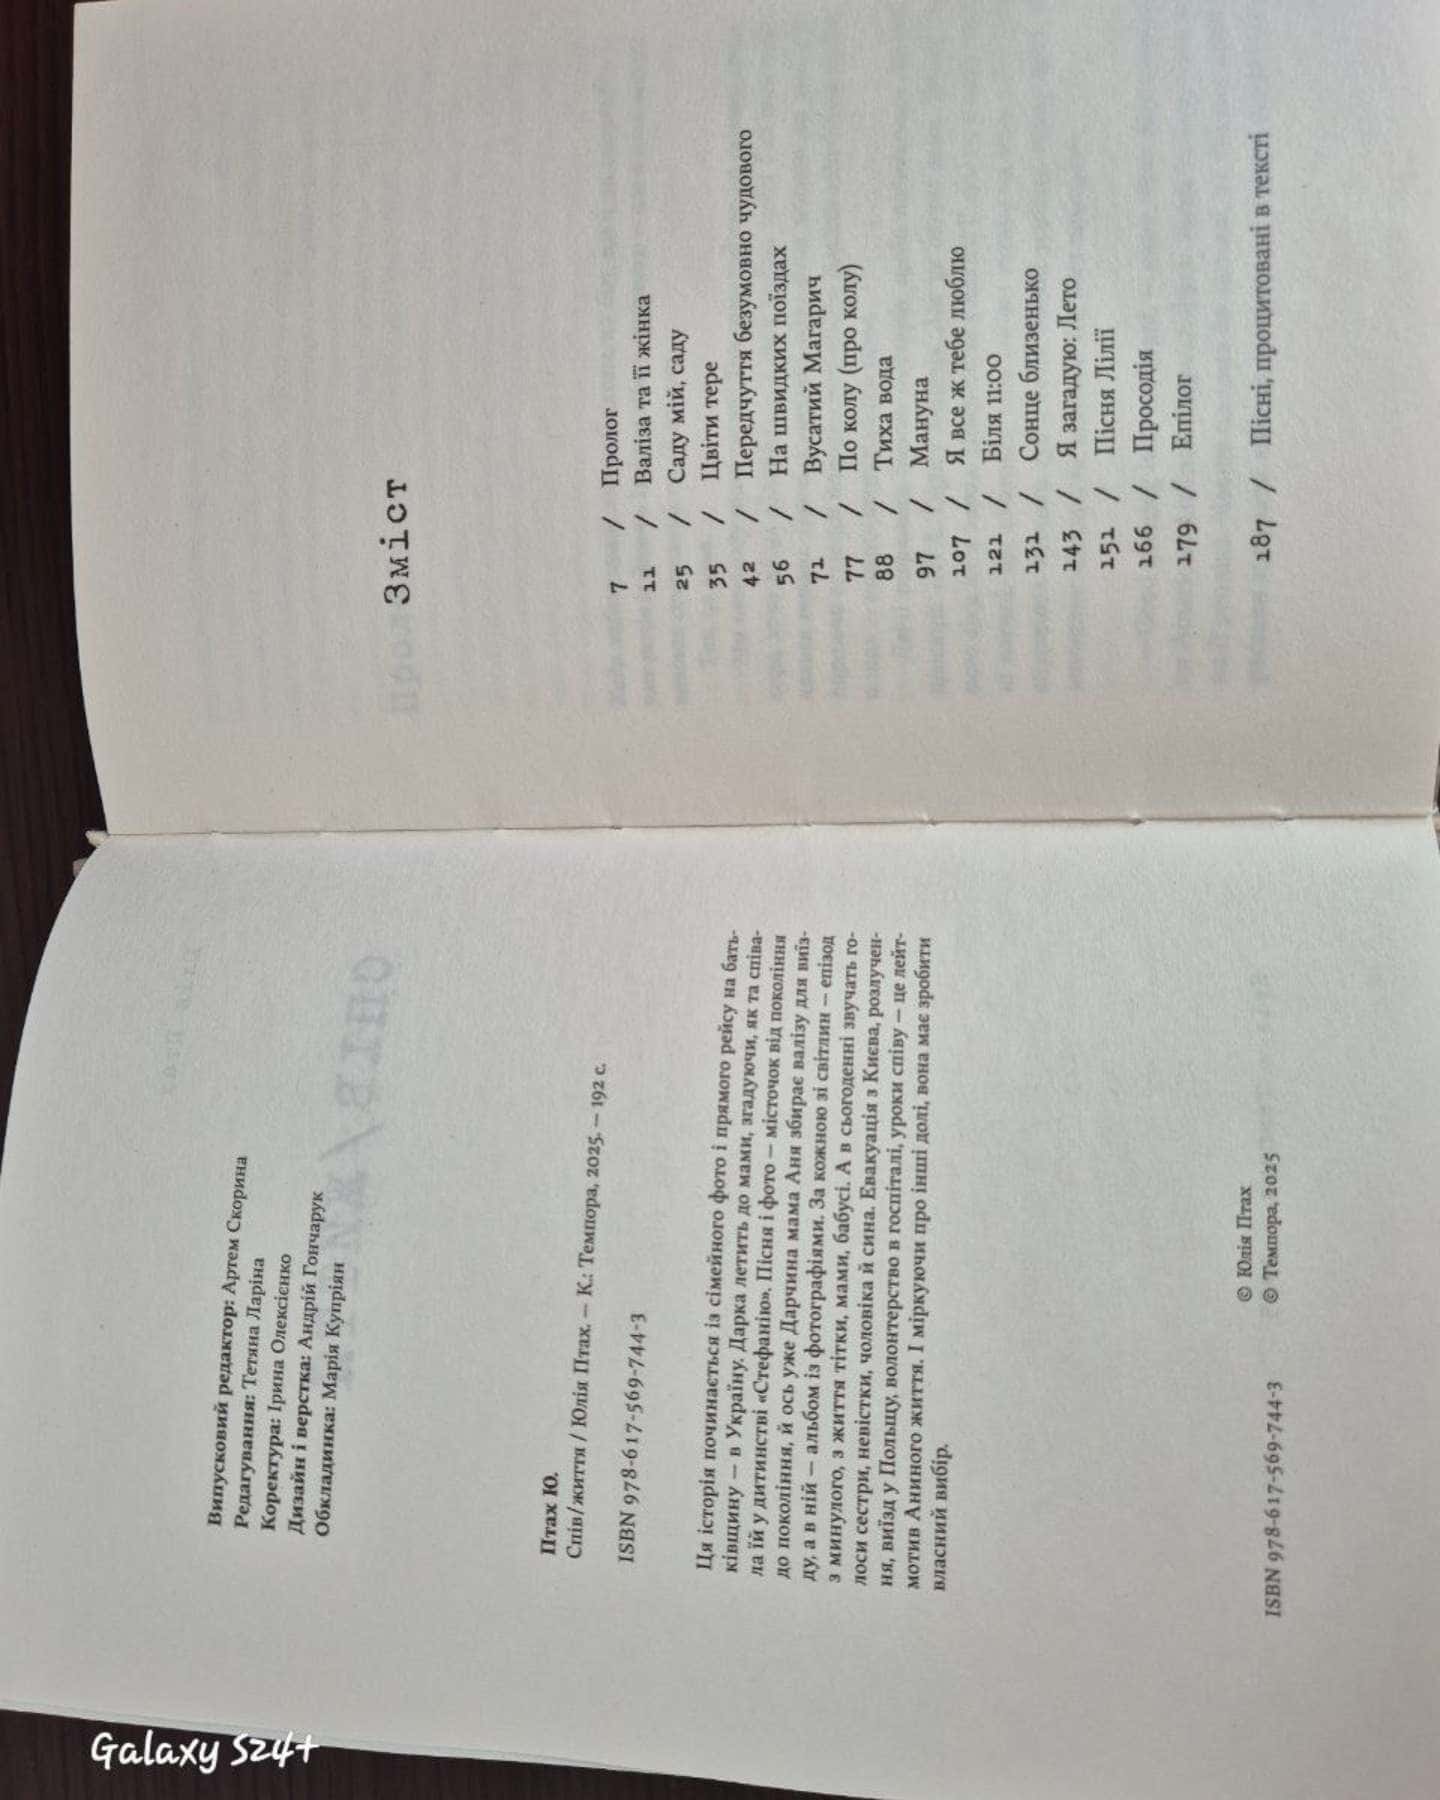 Випусковий редактор: Артем Скорина
Редагування: Тетяна Ларіна
Коректура: Ірина Олексієнко
Дизайн і верстка: Андрій Гончарук
Обкладинка: Марія Купріян
Птах Ю.
Спів/життя / Юлія Птах. — К.: Темпора, 2025. — 192 с.
ISBN 978-617-569-744-3
Ця історія починається із сімейного фото і прямого рейсу на бать-
ківщину — в Україну. Дарка летить до мами, згадуючи, як та співа-
ла їй у дитинстві «Стефанію». Пісня і фото — місточок від покоління
до покоління, й ось уже Дарчина мама Аня збирає валізу для виїз-
ду, а в ній — альбом із фотографіями. За кожною зі світлин — епізод
з минулого, з життя тітки, мами, бабусі. А в сьогоденні звучать го-
лоси сестри, невістки, чоловіка й сина. Евакуація з Києва, розлучен-
ня, виїзд у Польщу, волонтерство в госпіталі, уроки співу — це лейт-
мотив Аниного життя. І міркуючи про інші долі, вона має зробити
власний вибір.
© Юлія Птах
ISBN 978-617-569-744-3 © Темпора, 2025
Зміст
7 / Пролог
11 / Валіза та її жінка
25 / Саду мій, саду
35 / Цвіти тере
42 / Передчуття безумовно чудового
56 / На швидких поїздах
71 / Вусатий Магарич
77 / По колу (про колу)
88 / Тиха вода
97 / Мануна
107 / Я все ж тебе люблю
121 / Біля 11:00
131 / Сонце близенько
143 / Я загадую: Лето
151 / Пісня Лілії
166 / Просодія
179 / Епілог
187 / Пісні, процитовані в тексті
Galaxy S24+